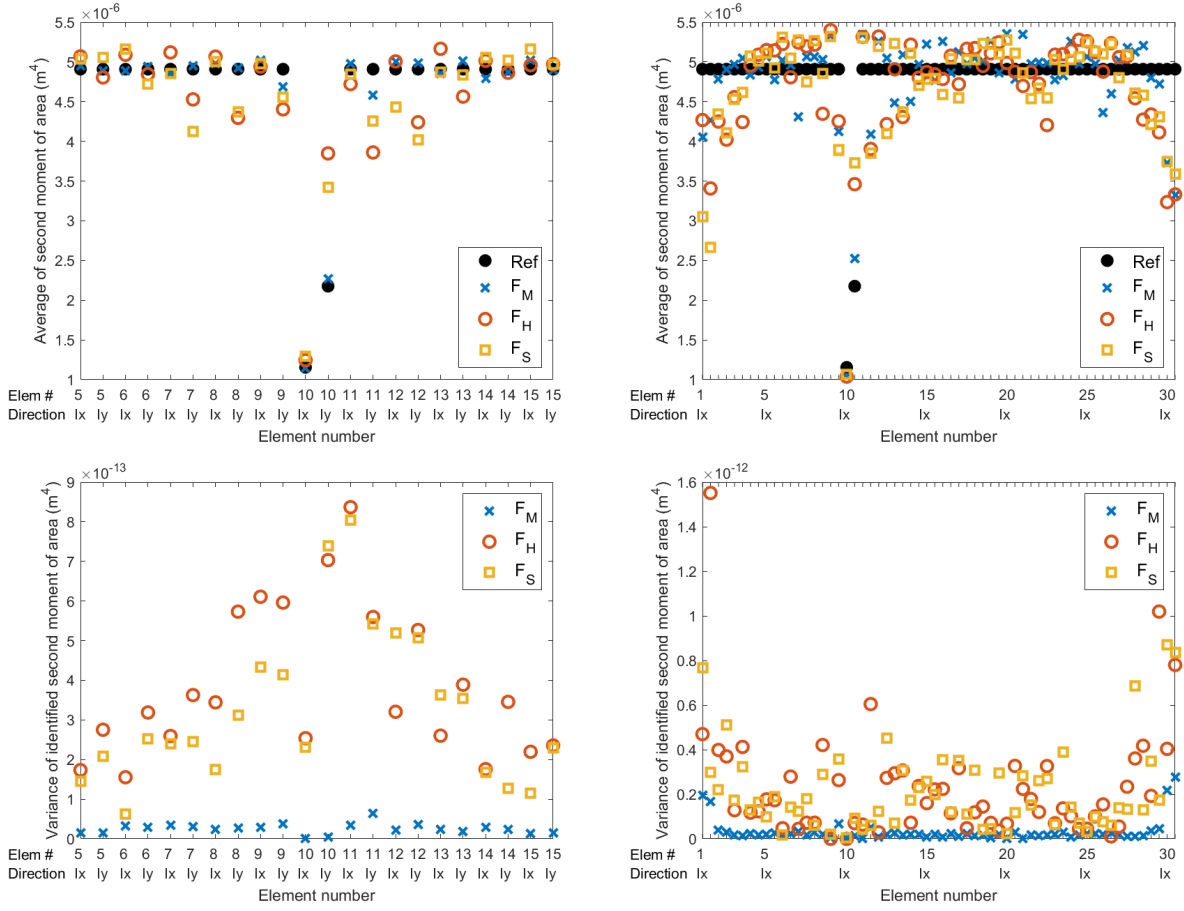 ×10⁻⁶
5.5
5
4.5
4
3.5
3
2.5
2
1.5
1
Average of second moment of area (m⁴)
Ref
F_M
F_H
F_S
Elem # 5 5 6 6 7 7 8 8 9 9 10 10 11 11 12 12 13 13 14 14 15 15
Direction Ix Iy Ix Iy Ix Iy Ix Iy Ix Iy Ix Iy Ix Iy Ix Iy Ix Iy Ix Iy Ix Iy
Element number
×10⁻⁶
5.5
5
4.5
4
3.5
3
2.5
2
1.5
1
Average of second moment of area (m⁴)
Ref
F_M
F_H
F_S
Elem # 1 5 10 15 20 25 30
Direction Ix Ix Ix Ix Ix Ix Ix
Element number
×10⁻¹³
9
8
7
6
5
4
3
2
1
0
Variance of identified second moment of area (m⁴)
F_M
F_H
F_S
Elem # 5 5 6 6 7 7 8 8 9 9 10 10 11 11 12 12 13 13 14 14 15 15
Direction Ix Iy Ix Iy Ix Iy Ix Iy Ix Iy Ix Iy Ix Iy Ix Iy Ix Iy Ix Iy Ix Iy
Element number
×10⁻¹²
1.6
1.4
1.2
1
0.8
0.6
0.4
0.2
0
Variance of identified second moment of area (m⁴)
F_M
F_H
F_S
Elem # 1 5 10 15 20 25 30
Direction Ix Ix Ix Ix Ix Ix Ix
Element number